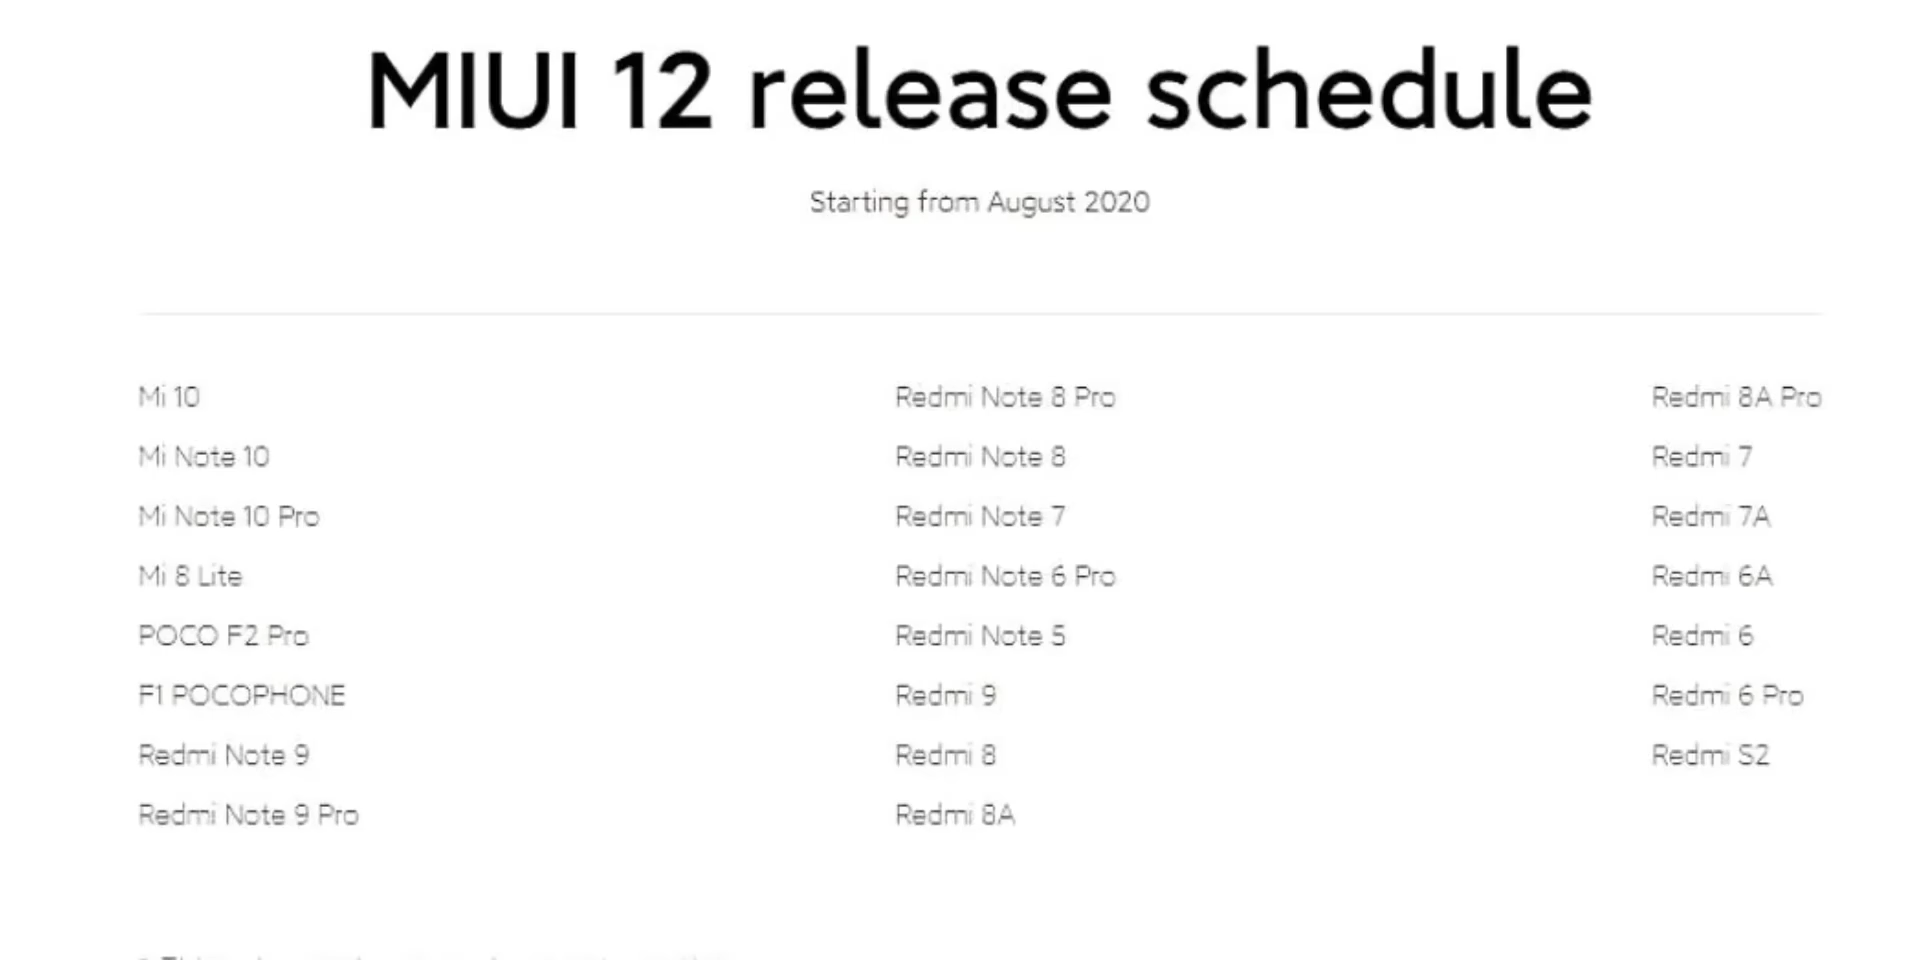 MIUI 12 release schedule
Starting from August 2020
Mi 10
Mi Note 10
Mi Note 10 Pro
Mi 8 Lite
POCO F2 Pro
F1 POCOPHONE
Redmi Note 9
Redmi Note 9 Pro
Redmi Note 8 Pro
Redmi Note 8
Redmi Note 7
Redmi Note 6 Pro
Redmi Note 5
Redmi 9
Redmi 8
Redmi 8A
Redmi 8A Pro
Redmi 7
Redmi 7A
Redmi 6A
Redmi 6
Redmi 6 Pro
Redmi S2